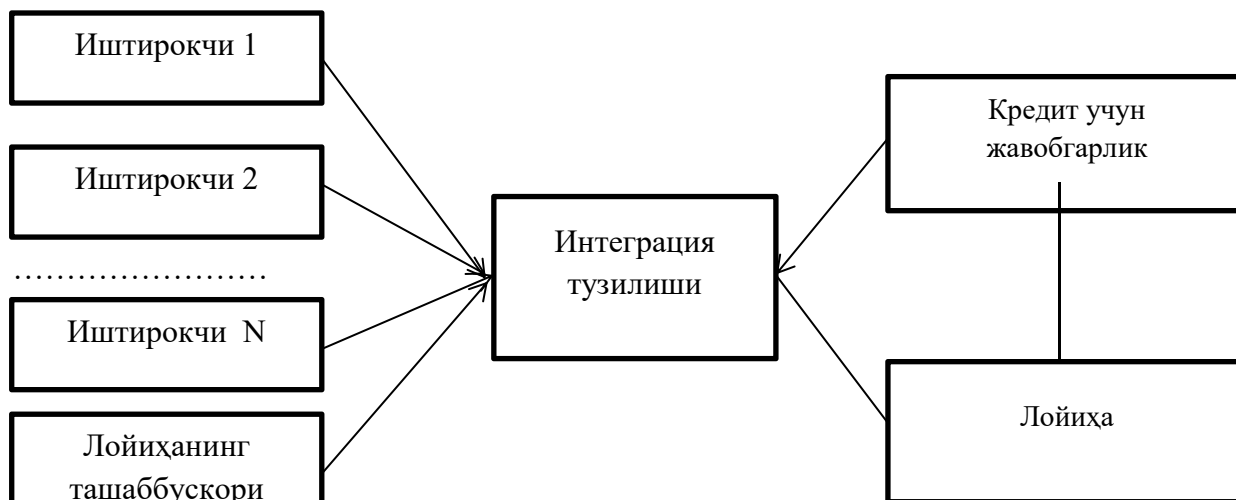 Иштирокчи 1
Иштирокчи 2
........................
Иштирокчи N
Лойиҳанинг
ташаббускори
Интеграция
тузилиши
Кредит учун
жавобгарлик
Лойиҳа